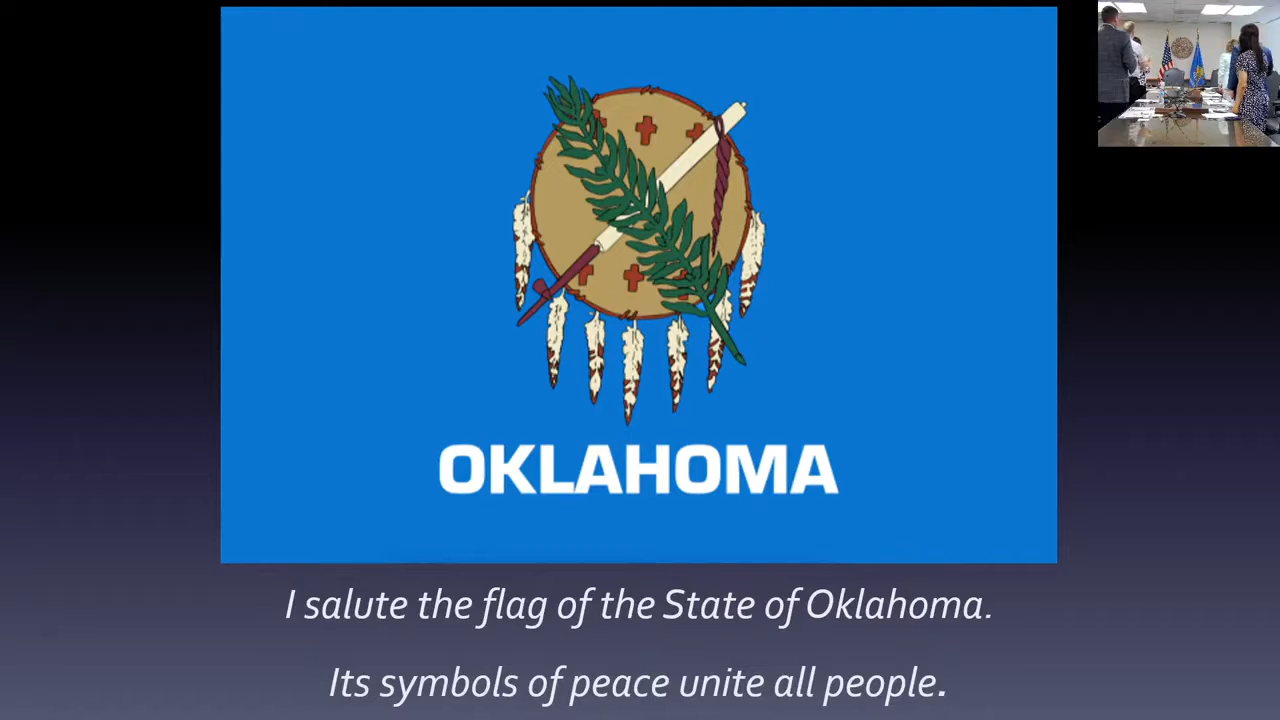 OKLAHOMA
I salute the flag of the State of Oklahoma.
Its symbols of peace unite all people.